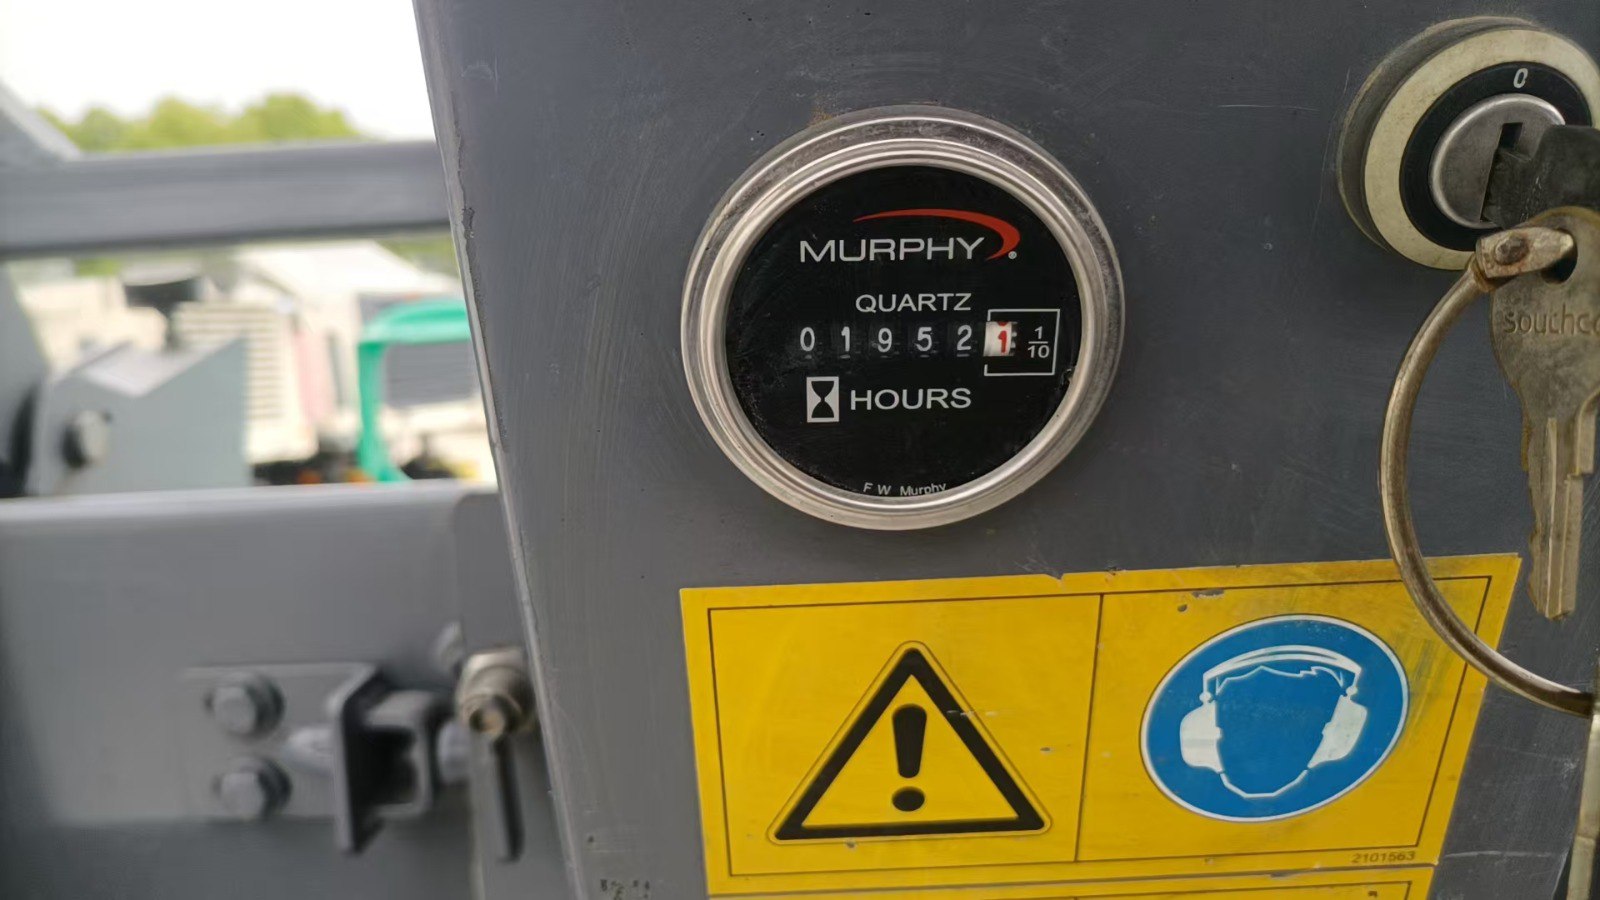 0
MURPHY
QUARTZ
0 1 9 5 2 1 1/10
HOURS
F W Murphy
2101563